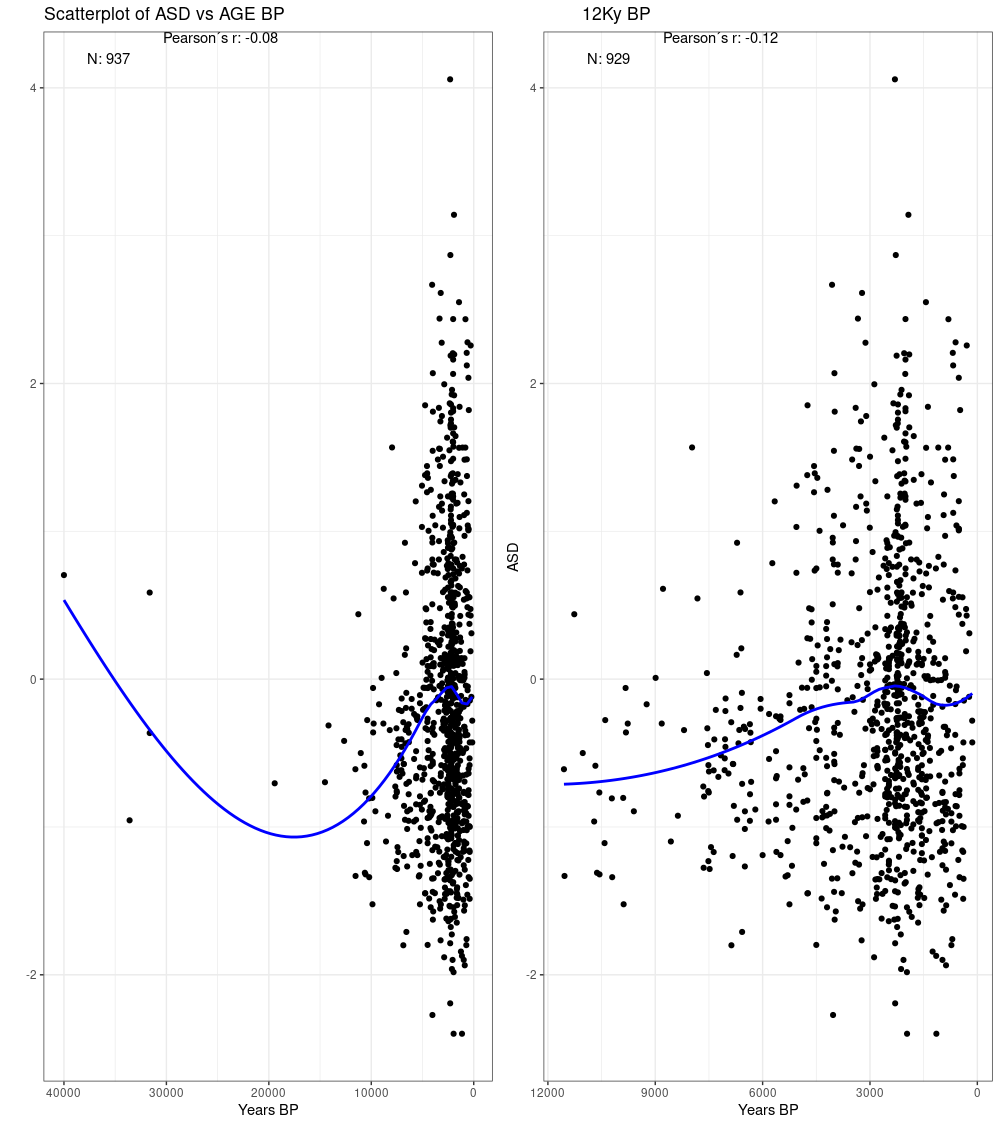 Scatterplot of ASD vs AGE BP
Pearson´s r: -0.08
N: 937
4
2
0
-2
40000
30000
20000
10000
0
Years BP
12Ky BP
Pearson´s r: -0.12
N: 929
ASD
4
2
0
-2
12000
9000
6000
3000
0
Years BP